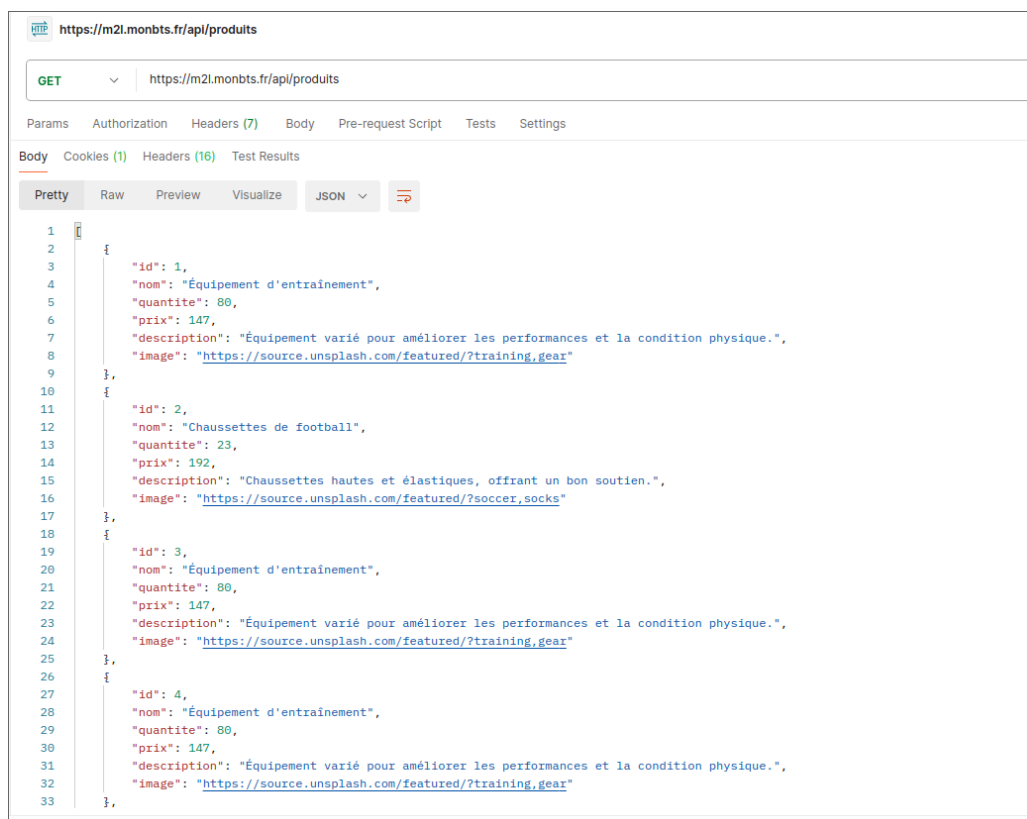 HTTP https://m2l.monbts.fr/api/produits
GET https://m2l.monbts.fr/api/produits
Params Authorization Headers (7) Body Pre-request Script Tests Settings
Body Cookies (1) Headers (16) Test Results
Pretty Raw Preview Visualize JSON
1 [
2 {
3 "id": 1,
4 "nom": "Équipement d'entraînement",
5 "quantite": 80,
6 "prix": 147,
7 "description": "Équipement varié pour améliorer les performances et la condition physique.",
8 "image": "https://source.unsplash.com/featured/?training,gear"
9 },
10 {
11 "id": 2,
12 "nom": "Chaussettes de football",
13 "quantite": 23,
14 "prix": 192,
15 "description": "Chaussettes hautes et élastiques, offrant un bon soutien.",
16 "image": "https://source.unsplash.com/featured/?soccer,socks"
17 },
18 {
19 "id": 3,
20 "nom": "Équipement d'entraînement",
21 "quantite": 80,
22 "prix": 147,
23 "description": "Équipement varié pour améliorer les performances et la condition physique.",
24 "image": "https://source.unsplash.com/featured/?training,gear"
25 },
26 {
27 "id": 4,
28 "nom": "Équipement d'entraînement",
29 "quantite": 80,
30 "prix": 147,
31 "description": "Équipement varié pour améliorer les performances et la condition physique.",
32 "image": "https://source.unsplash.com/featured/?training,gear"
33 },